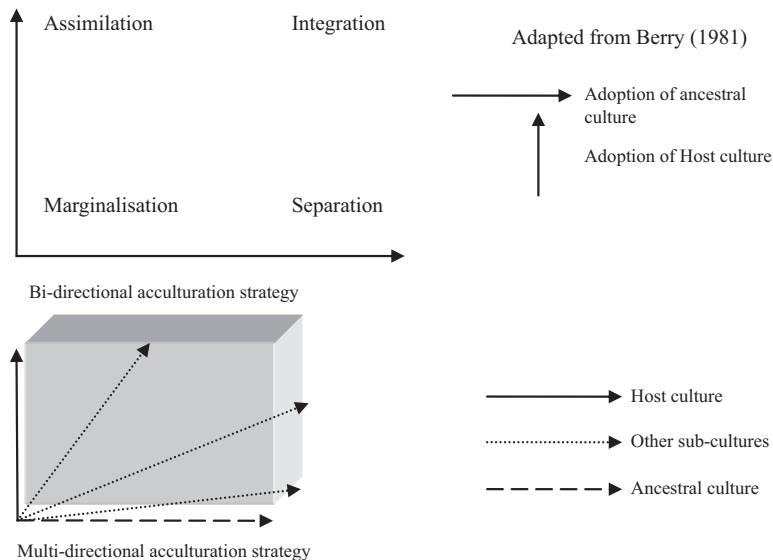 Assimilation
Integration
Adapted from Berry (1981)
Adoption of ancestral
culture
Adoption of Host culture
Marginalisation
Separation
Bi-directional acculturation strategy
Host culture
Other sub-cultures
Ancestral culture
Multi-directional acculturation strategy